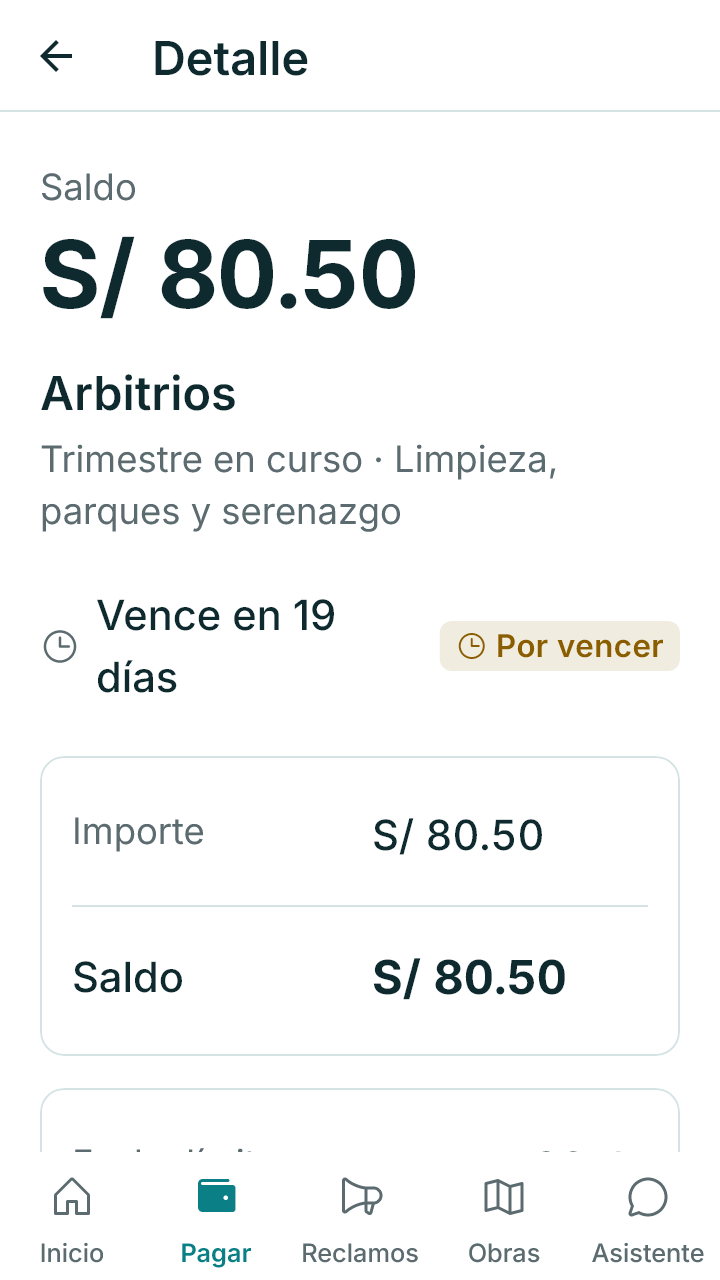 Detalle
Saldo
S/ 80.50
Arbitrios
Trimestre en curso · Limpieza,
parques y serenazgo
Vence en 19
días
Por vencer
Importe
S/ 80.50
Saldo
S/ 80.50
Inicio
Pagar
Reclamos
Obras
Asistente